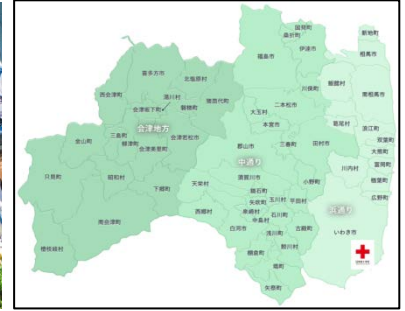 国見町
桑折町
新地町
福島市
伊達市
相馬市
喜多方市
北塩原村
川俣町
飯舘村
南相馬市
西会津町
湯川村
磐梯町
猪苗代町
二本松市
会津坂下町
大玉村
本宮市
葛尾村
浪江町
会津地方
双葉町
三島町
柳津町
会津若松市
郡山市
三春町
田村市
大熊町
金山町
会津美里町
中通り
富岡町
川内村
楢葉町
只見町
昭和村
天栄村
須賀川市
小野町
広野町
鏡石町
下郷町
矢吹町
玉川村
平田村
浜通り
西郷村
泉崎村
石川町
中島村
南会津町
白河市
浅川町
古殿町
いわき市
棚倉町
鮫川村
檜枝岐村
塙町
矢祭町